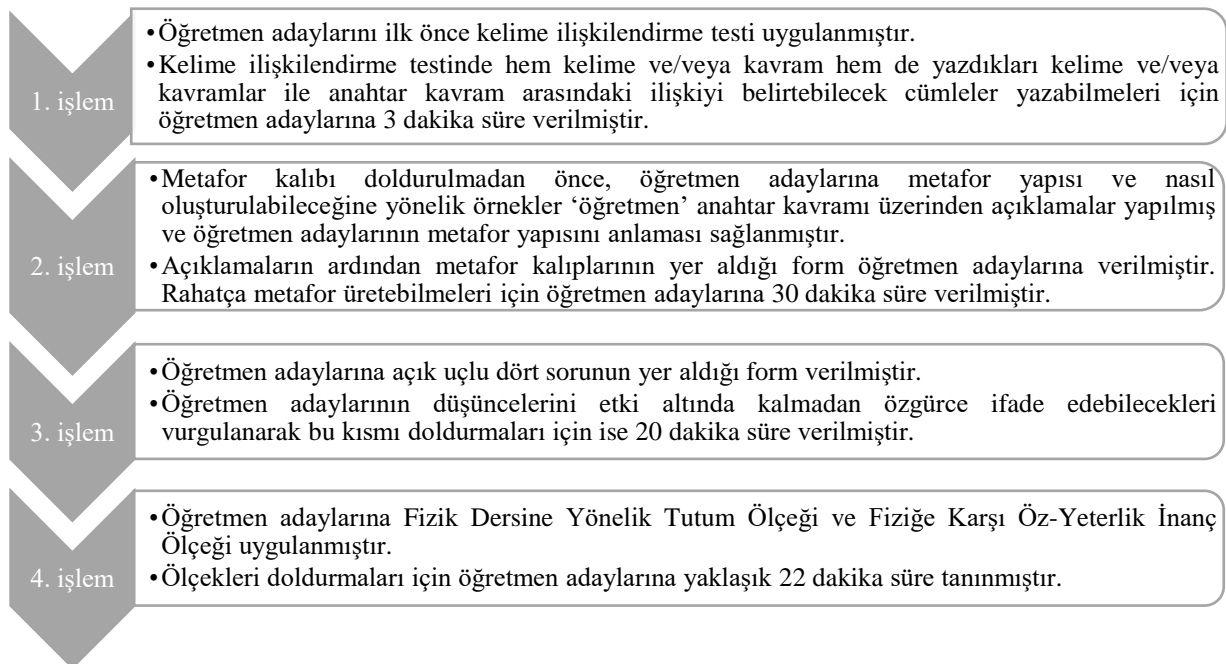 1. işlem
•Öğretmen adaylarını ilk önce kelime ilişkilendirme testi uygulanmıştır.
•Kelime ilişkilendirme testinde hem kelime ve/veya kavram hem de yazdıkları kelime ve/veya
kavramlar ile anahtar kavram arasındaki ilişkiyi belirtebilecek cümleler yazabilmeleri için
öğretmen adaylarına 3 dakika süre verilmiştir.
2. işlem
•Metafor kalıbı doldurulmadan önce, öğretmen adaylarına metafor yapısı ve nasıl
oluşturulabileceğine yönelik örnekler ‘öğretmen’ anahtar kavramı üzerinden açıklamalar yapılmış
ve öğretmen adaylarının metafor yapısını anlaması sağlanmıştır.
•Açıklamaların ardından metafor kalıplarının yer aldığı form öğretmen adaylarına verilmiştir.
Rahatça metafor üretebilmeleri için öğretmen adaylarına 30 dakika süre verilmiştir.
3. işlem
•Öğretmen adaylarına açık uçlu dört sorunun yer aldığı form verilmiştir.
•Öğretmen adaylarının düşüncelerini etki altında kalmadan özgürce ifade edebilecekleri
vurgulanarak bu kısmı doldurmaları için ise 20 dakika süre verilmiştir.
4. işlem
•Öğretmen adaylarına Fizik Dersine Yönelik Tutum Ölçeği ve Fiziğe Karşı Öz-Yeterlik İnanç
Ölçeği uygulanmıştır.
•Ölçekleri doldurmaları için öğretmen adaylarına yaklaşık 22 dakika süre tanınmıştır.